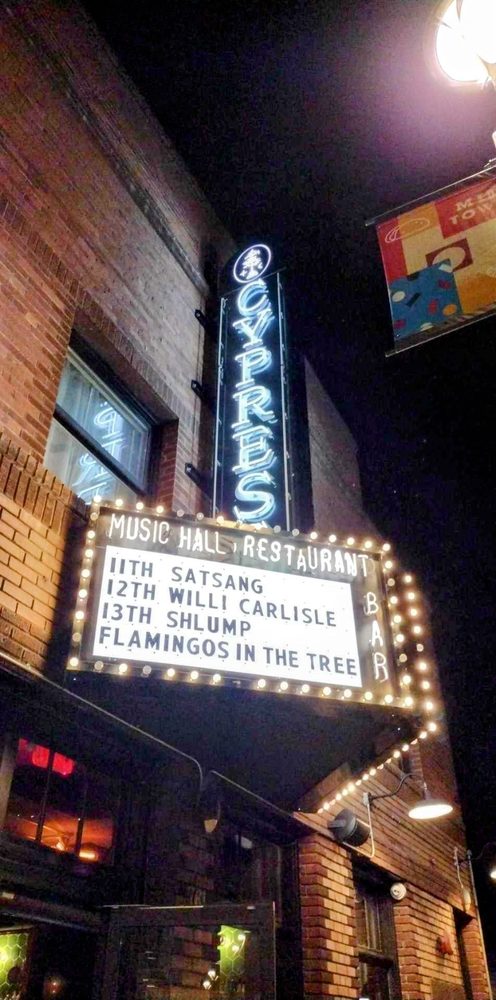 CYPRESS
MUSIC HALL, RESTAURANT
BAR
11TH SATSANG
12TH WILLI CARLISLE
13TH SHLUMP
FLAMINGOS IN THE TREE